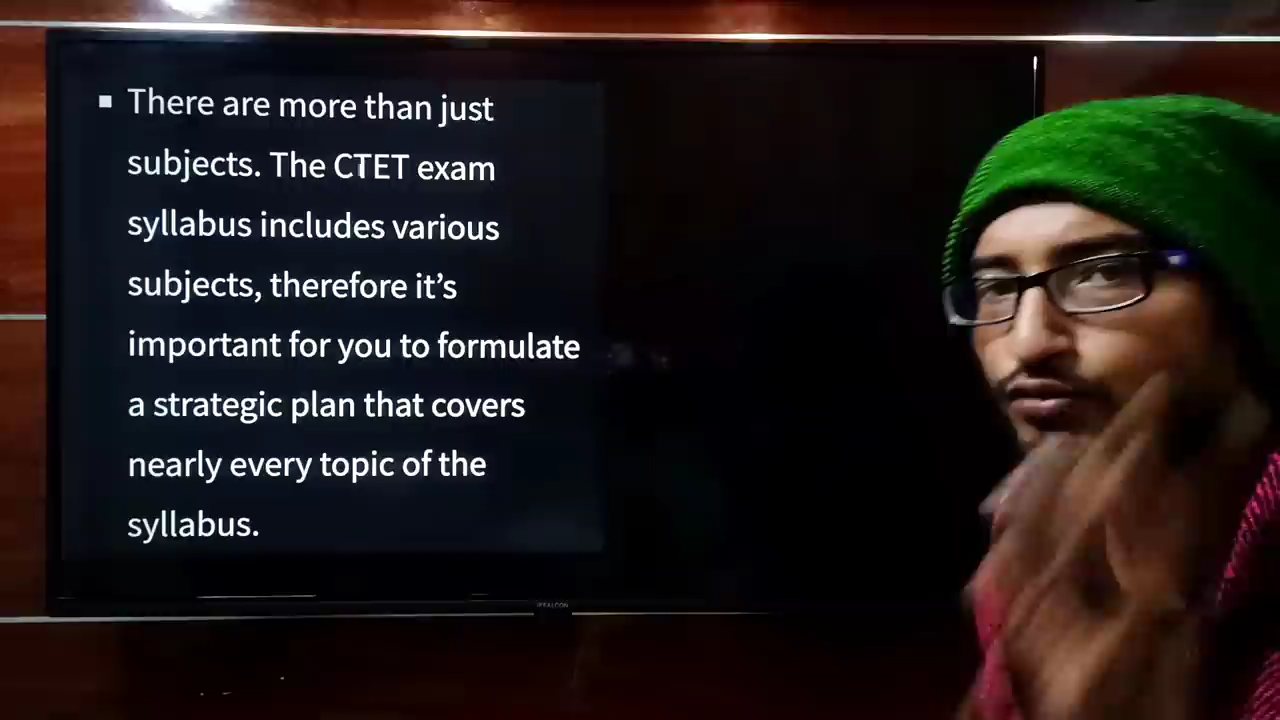 ▪ There are more than just
subjects. The CTET exam
syllabus includes various
subjects, therefore it’s
important for you to formulate
a strategic plan that covers
nearly every topic of the
syllabus.